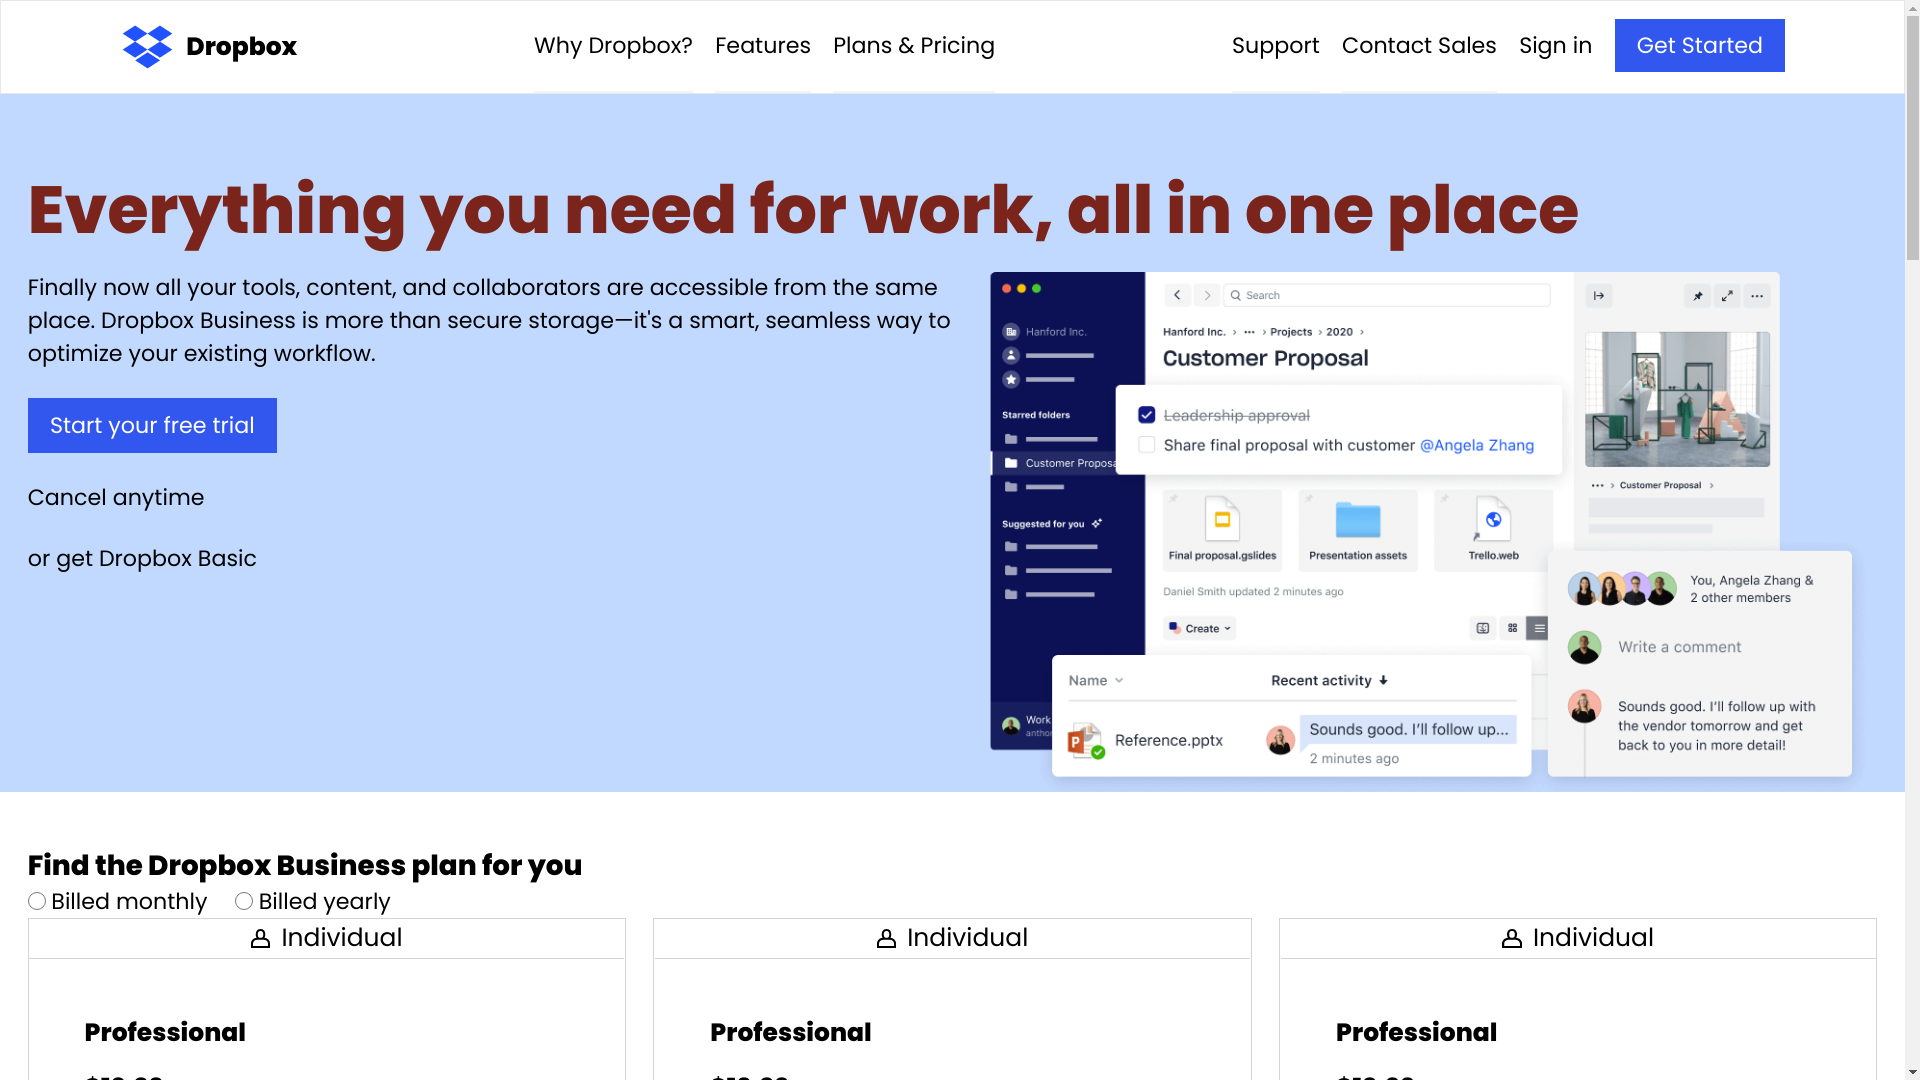 Dropbox
Why Dropbox? Features Plans & Pricing
Support Contact Sales Sign in Get Started
Everything you need for work, all in one place
Finally now all your tools, content, and collaborators are accessible from the same
place. Dropbox Business is more than secure storage—it's a smart, seamless way to
optimize your existing workflow.
Start your free trial
Cancel anytime
or get Dropbox Basic
Hanford Inc.
Starred folders
Customer Propos
Suggested for you
Work
Search
Hanford Inc. > ••• > Projects > 2020 >
Customer Proposal
Leadership approval
Share final proposal with customer @Angela Zhang
Final proposal.gslides
Presentation assets
Trello.web
Daniel Smith updated 2 minutes ago
Create
Name
Recent activity
Reference.pptx
Sounds good. I’ll follow up...
2 minutes ago
••• > Customer Proposal >
You, Angela Zhang &
2 other members
Write a comment
Sounds good. I’ll follow up with
the vendor tomorrow and get
back to you in more detail!
Find the Dropbox Business plan for you
Billed monthly Billed yearly
Individual
Professional
Individual
Professional
Individual
Professional